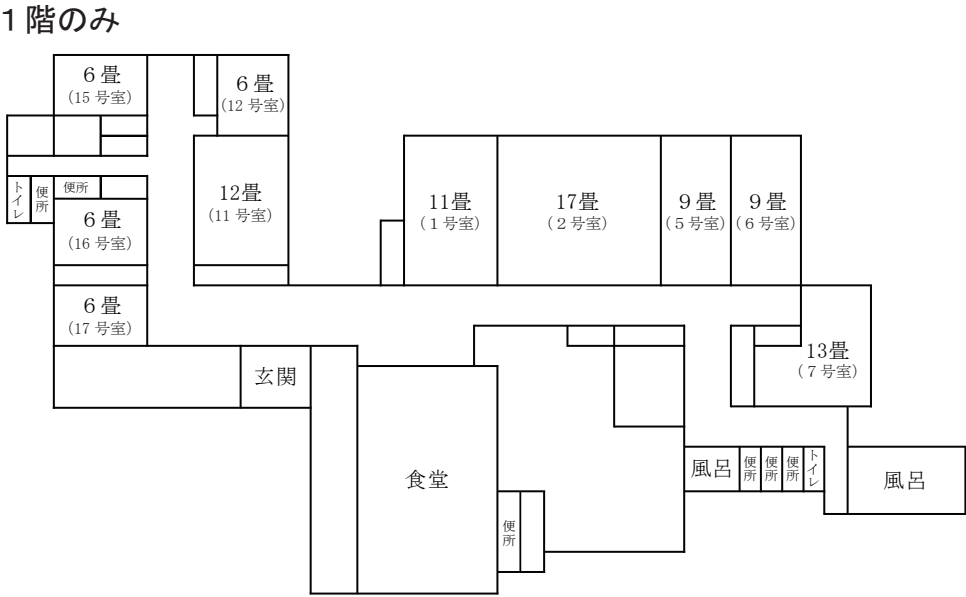 1階のみ
6畳
(15号室)
6畳
(12号室)
トイレ
便所
便所
6畳
(16号室)
12畳
(11号室)
11畳
(1号室)
17畳
(2号室)
9畳
(5号室)
9畳
(6号室)
6畳
(17号室)
玄関
13畳
(7号室)
食堂
便所
風呂
便所
便所
便所
トイレ
風呂